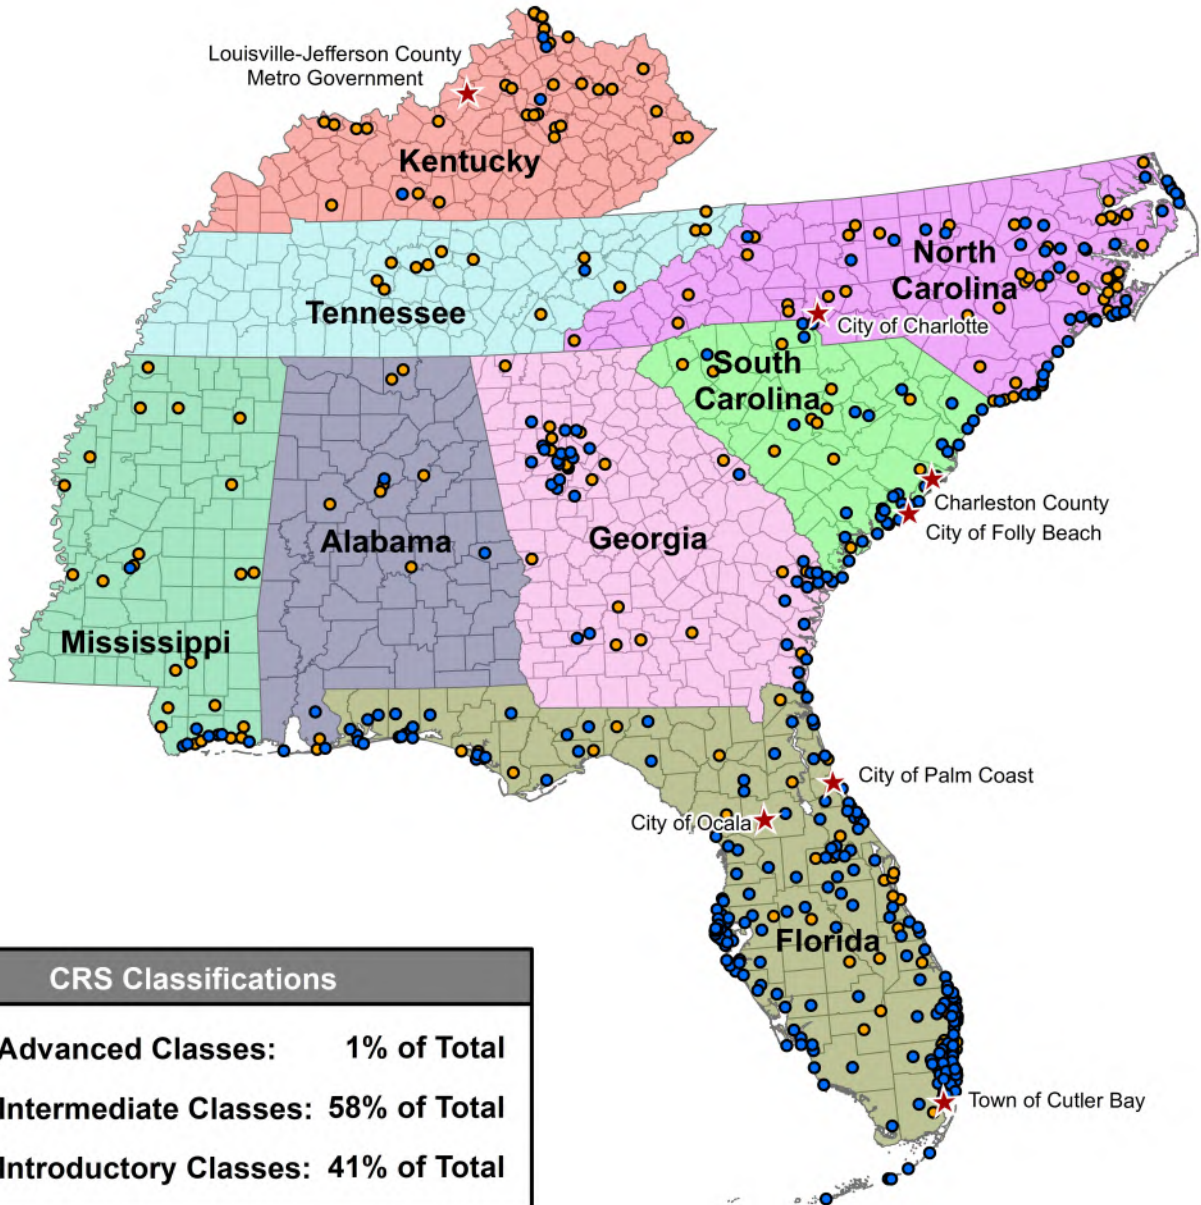 Louisville-Jefferson County
Metro Government
Kentucky
North
Carolina
Tennessee
City of Charlotte
South
Carolina
Charleston County
City of Folly Beach
Alabama
Georgia
Mississippi
City of Palm Coast
City of Ocala
Florida
CRS Classifications
Advanced Classes: 1% of Total
Intermediate Classes: 58% of Total
Introductory Classes: 41% of Total
Town of Cutler Bay